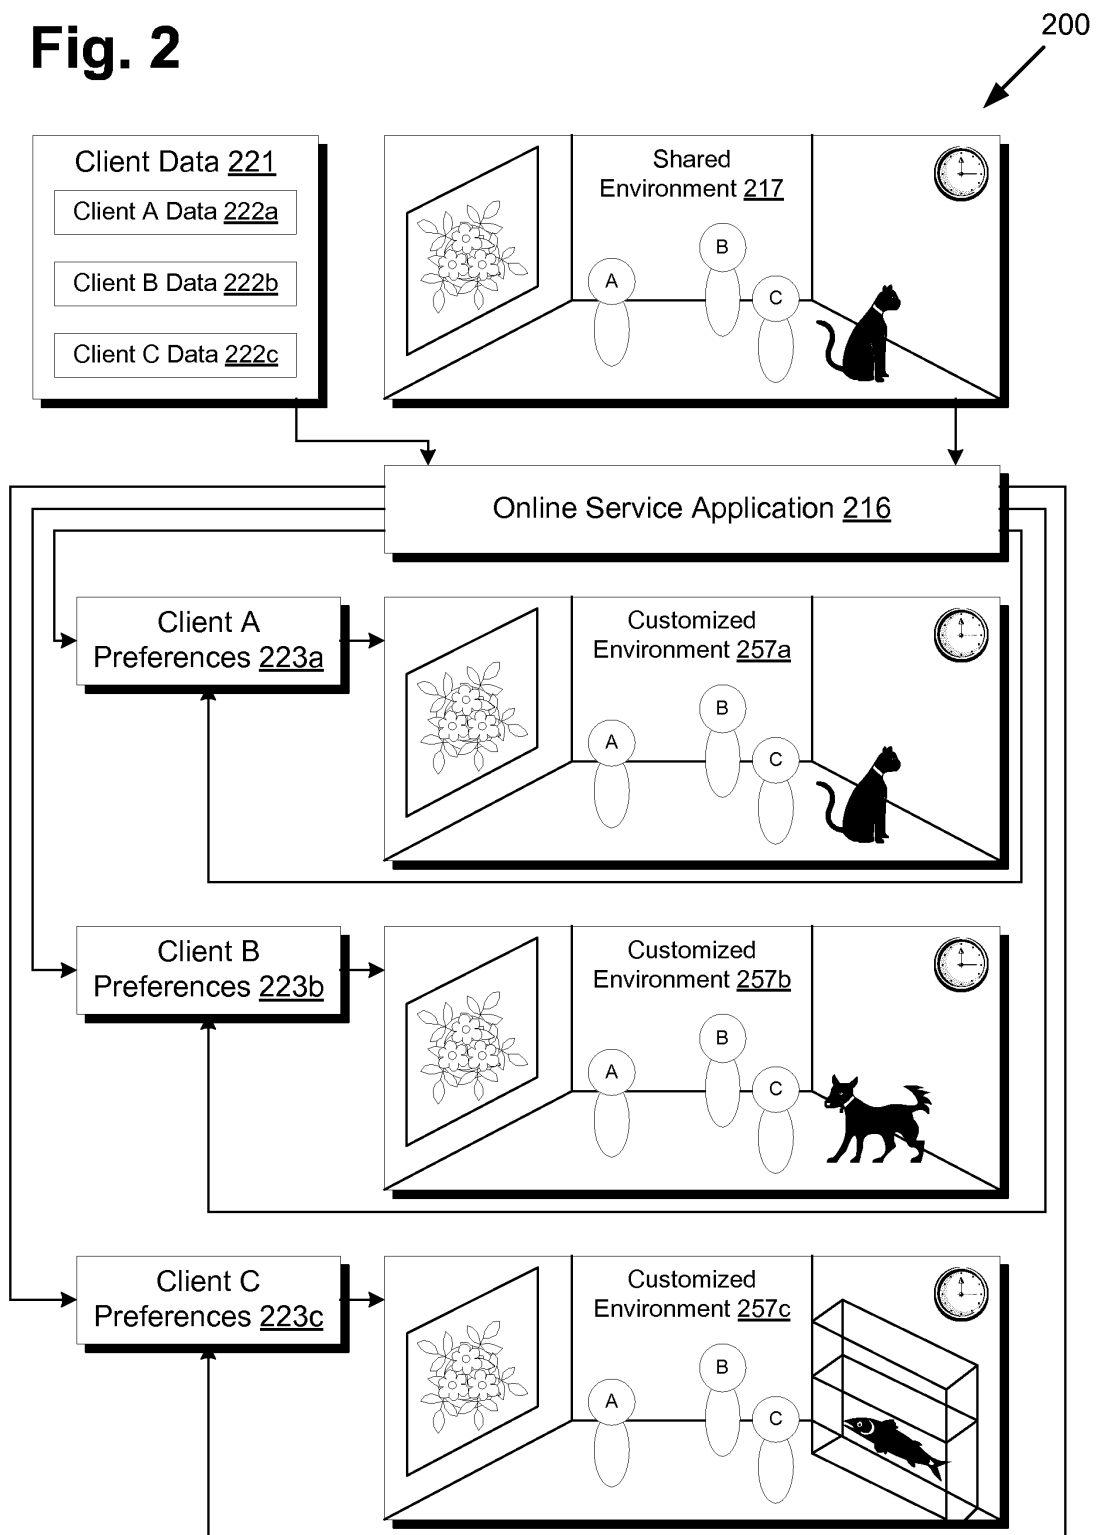 Fig. 2
200
Client Data 221
Client A Data 222a
Client B Data 222b
Client C Data 222c
Shared
Environment 217
A
B
C
Online Service Application 216
Client A
Preferences 223a
Customized
Environment 257a
A
B
C
Client B
Preferences 223b
Customized
Environment 257b
A
B
C
Client C
Preferences 223c
Customized
Environment 257c
A
B
C